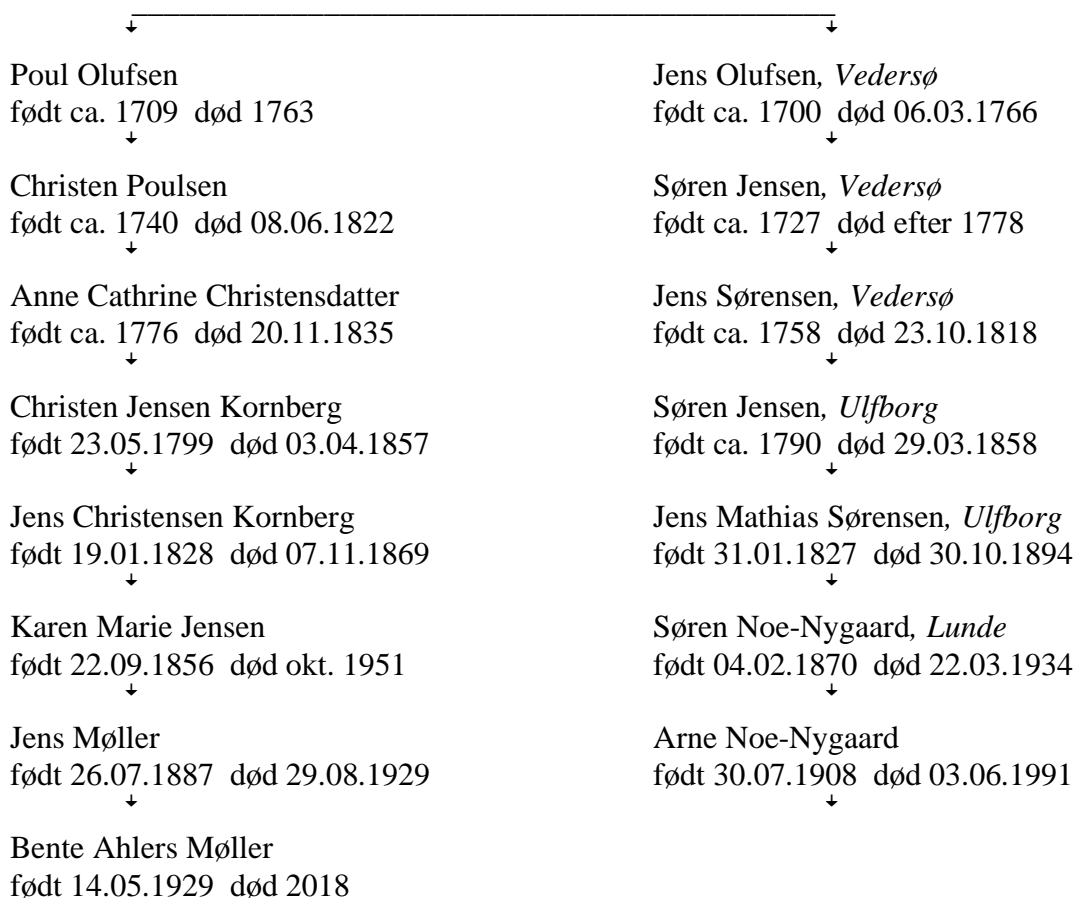 Poul Olufsen
født ca. 1709 død 1763
Christen Poulsen
født ca. 1740 død 08.06.1822
Anne Cathrine Christensdatter
født ca. 1776 død 20.11.1835
Christen Jensen Kornberg
født 23.05.1799 død 03.04.1857
Jens Christensen Kornberg
født 19.01.1828 død 07.11.1869
Karen Marie Jensen
født 22.09.1856 død okt. 1951
Jens Møller
født 26.07.1887 død 29.08.1929
Bente Ahlers Møller
født 14.05.1929 død 2018
Jens Olufsen, Vedersø
født ca. 1700 død 06.03.1766
Søren Jensen, Vedersø
født ca. 1727 død efter 1778
Jens Sørensen, Vedersø
født ca. 1758 død 23.10.1818
Søren Jensen, Ulfborg
født ca. 1790 død 29.03.1858
Jens Mathias Sørensen, Ulfborg
født 31.01.1827 død 30.10.1894
Søren Noe-Nygaard, Lunde
født 04.02.1870 død 22.03.1934
Arne Noe-Nygaard
født 30.07.1908 død 03.06.1991